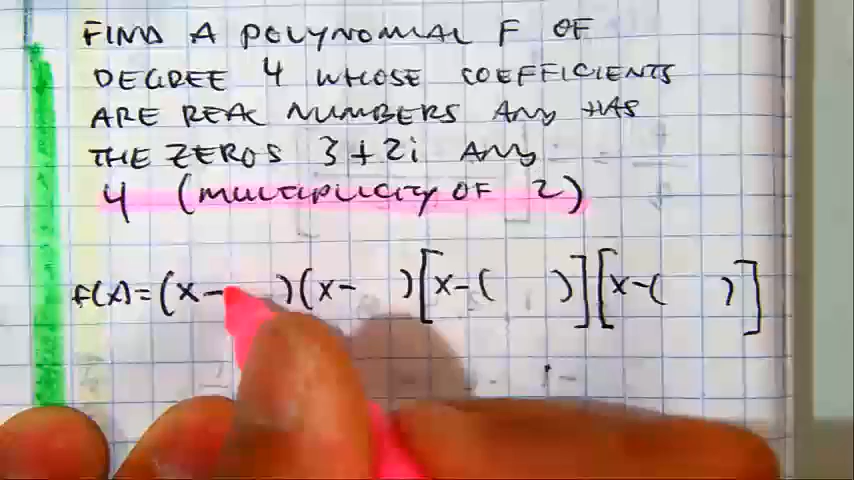 FIND A POLYNOMIAL F OF
DEGREE 4 WHOSE COEFFICIENTS
ARE REAL NUMBERS AND HAS
THE ZEROS 3+2i AND
4 (MULTIPLICITY OF 2)
f(x)=(x- )(x- )[x-( )][x-( )]